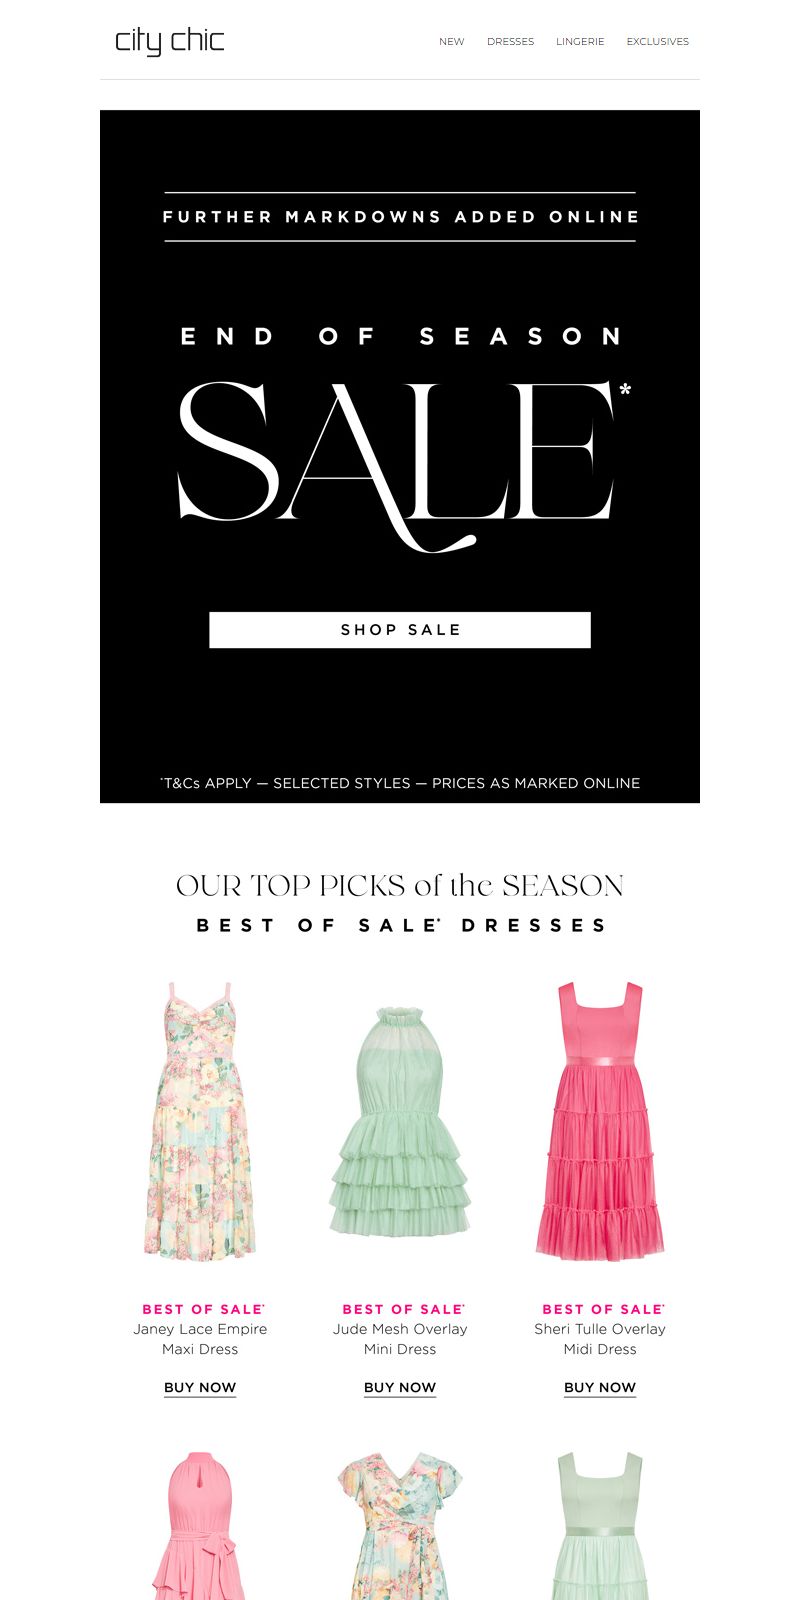 city chic
NEW DRESSES LINGERIE EXCLUSIVES
FURTHER MARKDOWNS ADDED ONLINE
END OF SEASON
SALE*
SHOP SALE
*T&Cs APPLY — SELECTED STYLES — PRICES AS MARKED ONLINE
OUR TOP PICKS of the SEASON
BEST OF SALE* DRESSES
BEST OF SALE*
Janey Lace Empire
Maxi Dress
BUY NOW
BEST OF SALE*
Jude Mesh Overlay
Mini Dress
BUY NOW
BEST OF SALE*
Sheri Tulle Overlay
Midi Dress
BUY NOW